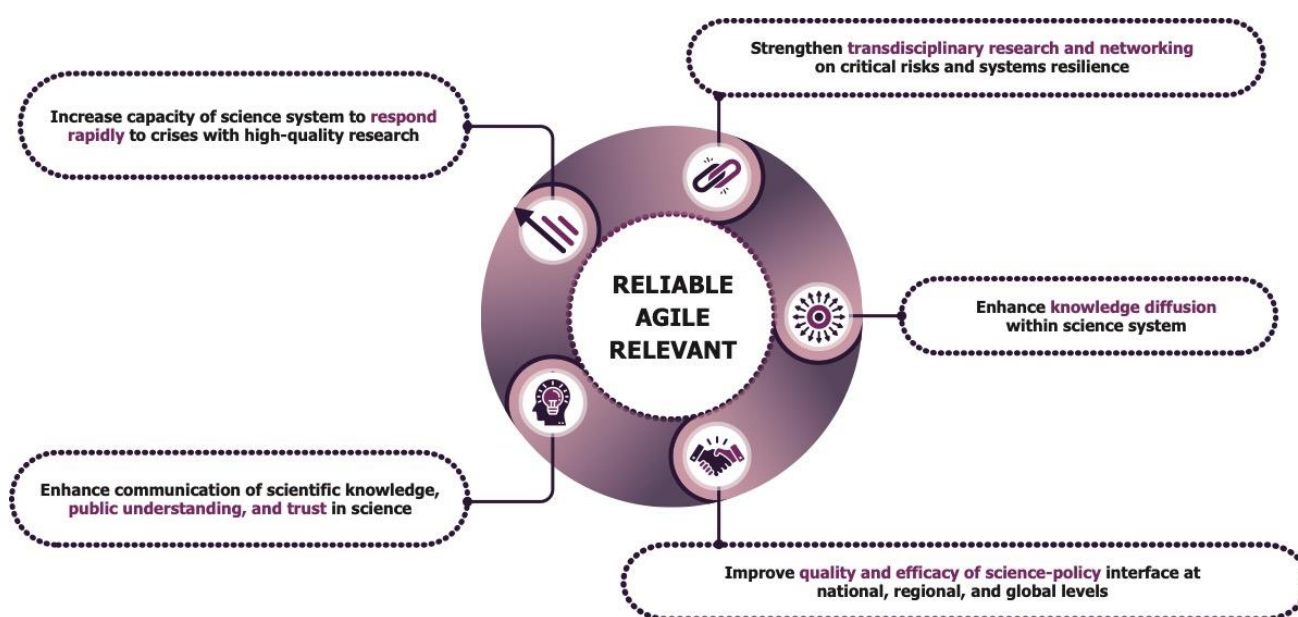 Strengthen transdisciplinary research and networking
on critical risks and systems resilience
Increase capacity of science system to respond
rapidly to crises with high-quality research
RELIABLE
AGILE
RELEVANT
Enhance knowledge diffusion
within science system
Enhance communication of scientific knowledge,
public understanding, and trust in science
Improve quality and efficacy of science-policy interface at
national, regional, and global levels